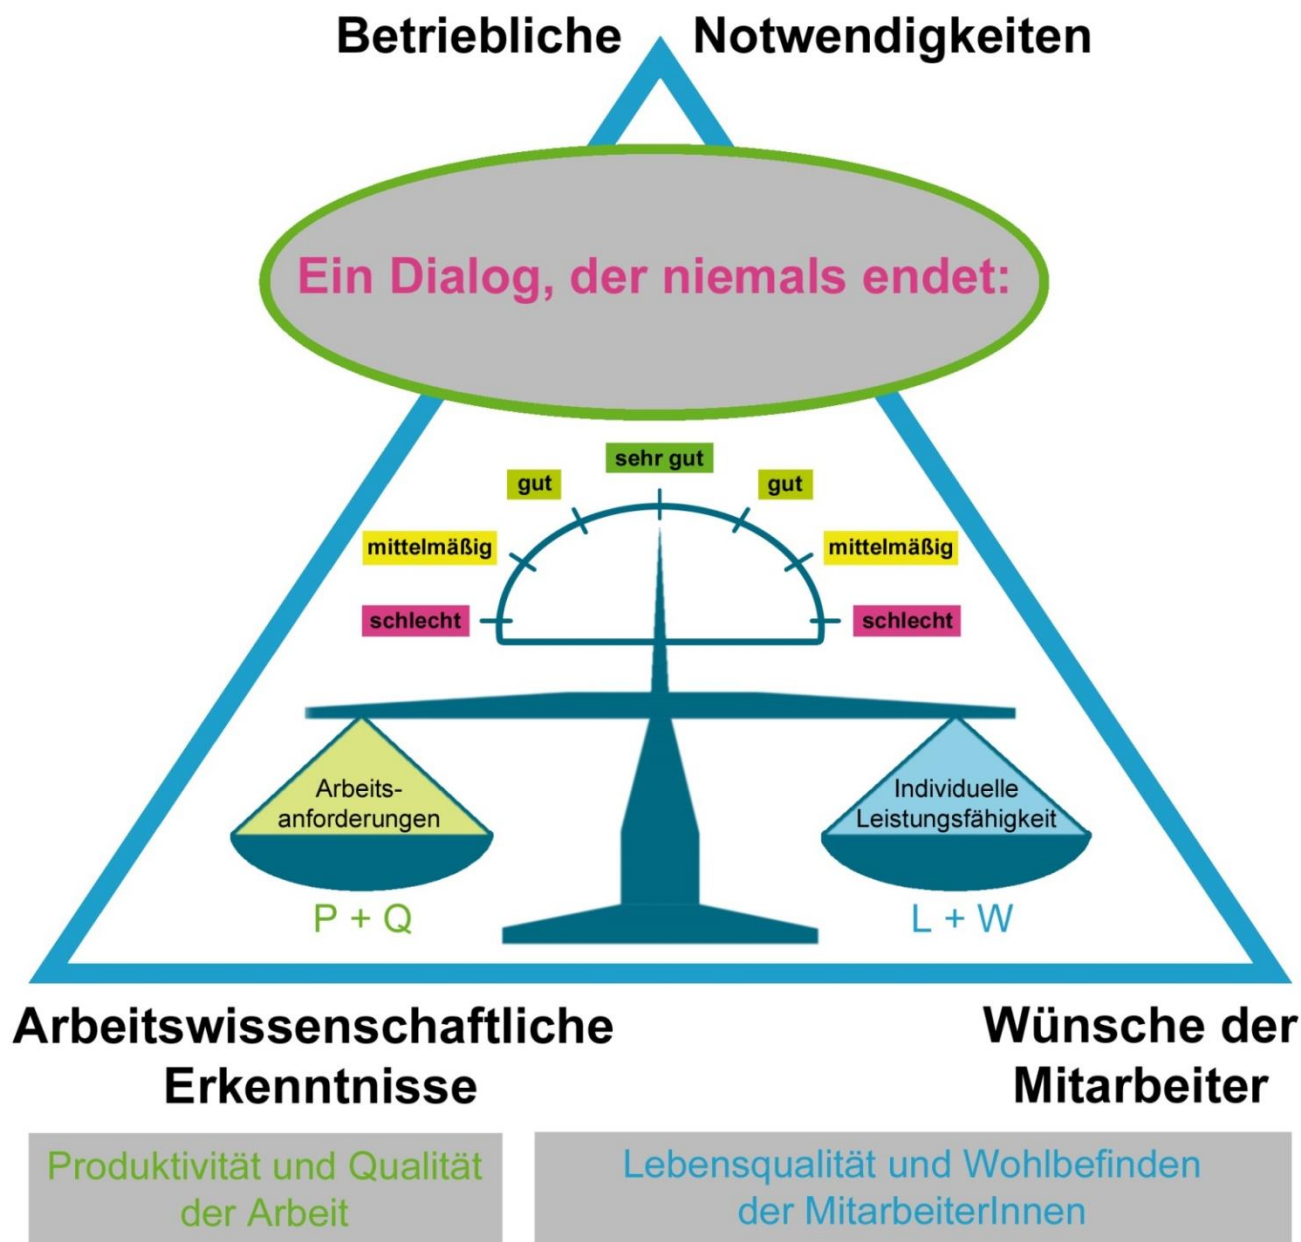 Betriebliche Notwendigkeiten
Ein Dialog, der niemals endet:
sehr gut
gut gut
mittelmäßig mittelmäßig
schlecht schlecht
Arbeits-
anforderungen
Individuelle
Leistungsfähigkeit
P + Q L + W
Arbeitswissenschaftliche
Erkenntnisse
Wünsche der
Mitarbeiter
Produktivität und Qualität
der Arbeit
Lebensqualität und Wohlbefinden
der MitarbeiterInnen